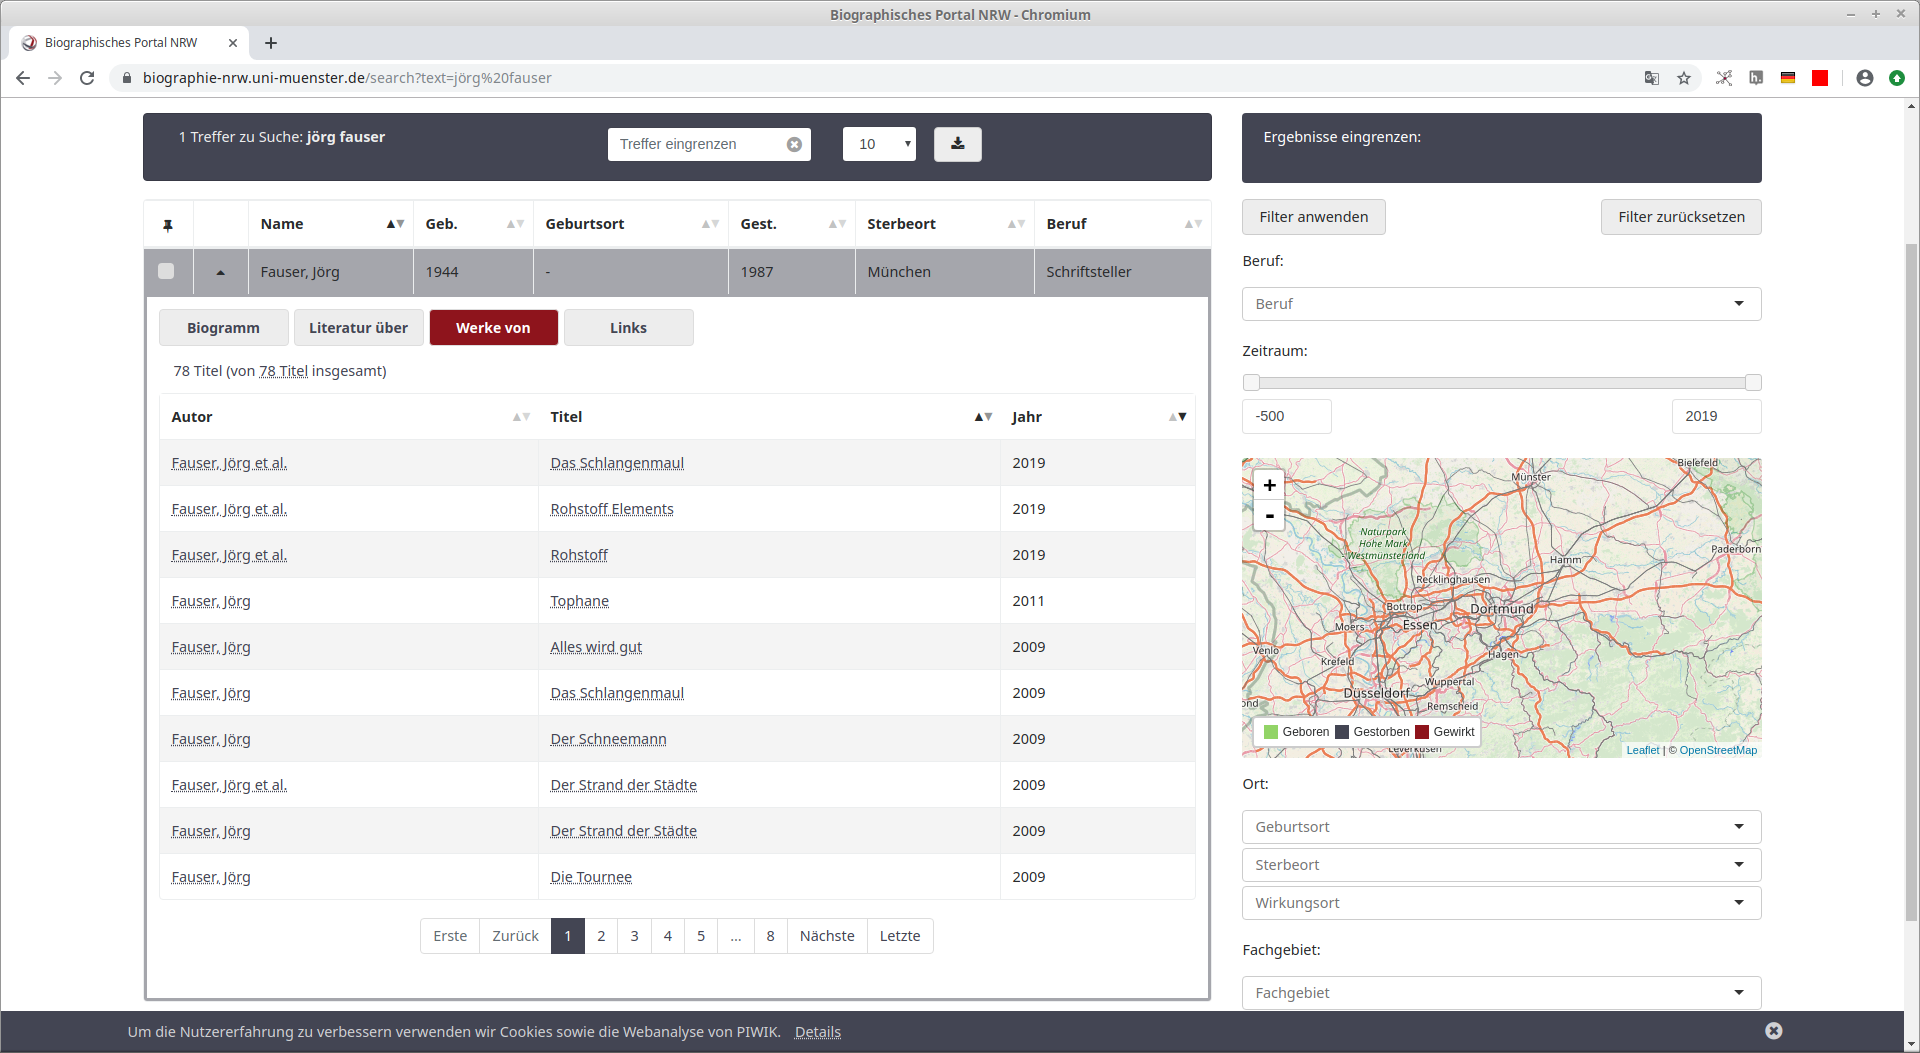 Biographisches Portal NRW - Chromium
Biographisches Portal NRW
biographie-nrw.uni-muenster.de/search?text=jörg%20fauser
1 Treffer zu Suche: jörg fauser
Treffer eingrenzen
10
Name Geb. Geburtsort Gest. Sterbeort Beruf
Fauser, Jörg 1944 - 1987 München Schriftsteller
Biogramm Literatur über Werke von Links
78 Titel (von 78 Titel insgesamt)
Autor Titel Jahr
Fauser, Jörg et al. Das Schlangenmaul 2019
Fauser, Jörg et al. Rohstoff Elements 2019
Fauser, Jörg et al. Rohstoff 2019
Fauser, Jörg Tophane 2011
Fauser, Jörg Alles wird gut 2009
Fauser, Jörg Das Schlangenmaul 2009
Fauser, Jörg Der Schneemann 2009
Fauser, Jörg et al. Der Strand der Städte 2009
Fauser, Jörg Der Strand der Städte 2009
Fauser, Jörg Die Tournee 2009
Erste Zurück 1 2 3 4 5 ... 8 Nächste Letzte
Ergebnisse eingrenzen:
Filter anwenden Filter zurücksetzen
Beruf:
Beruf
Zeitraum:
-500 2019
+
-
Bielefeld
Münster
Naturpark
Hohe Mark
-Westmünsterland
Paderborn
Hamm
Recklinghausen
Bottrop
Dortmund
Moers
Essen
Venlo
Hagen
Krefeld
Wuppertal
Düsseldorf
ond
Remscheid
Leverkusen
Geboren Gestorben Gewirkt
Leaflet | © OpenStreetMap
Ort:
Geburtsort
Sterbeort
Wirkungsort
Fachgebiet:
Fachgebiet
Um die Nutzererfahrung zu verbessern verwenden wir Cookies sowie die Webanalyse von PIWIK. Details